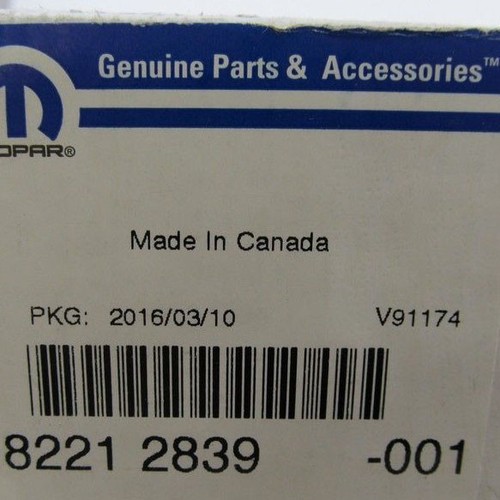 Genuine Parts & Accessories™
OPAR®
Made In Canada
PKG: 2016/03/10 V91174
8221 2839 -001